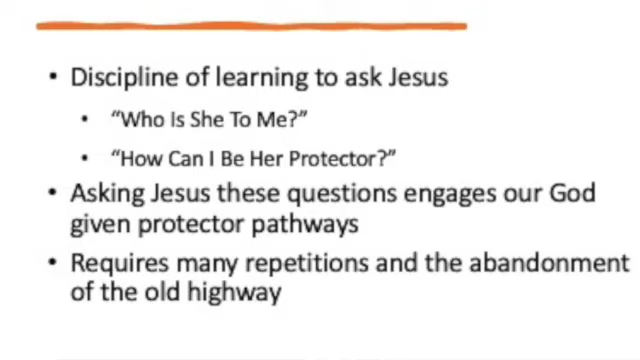 • Discipline of learning to ask Jesus
• “Who Is She To Me?”
• “How Can I Be Her Protector?”
• Asking Jesus these questions engages our God
given protector pathways
• Requires many repetitions and the abandonment
of the old highway